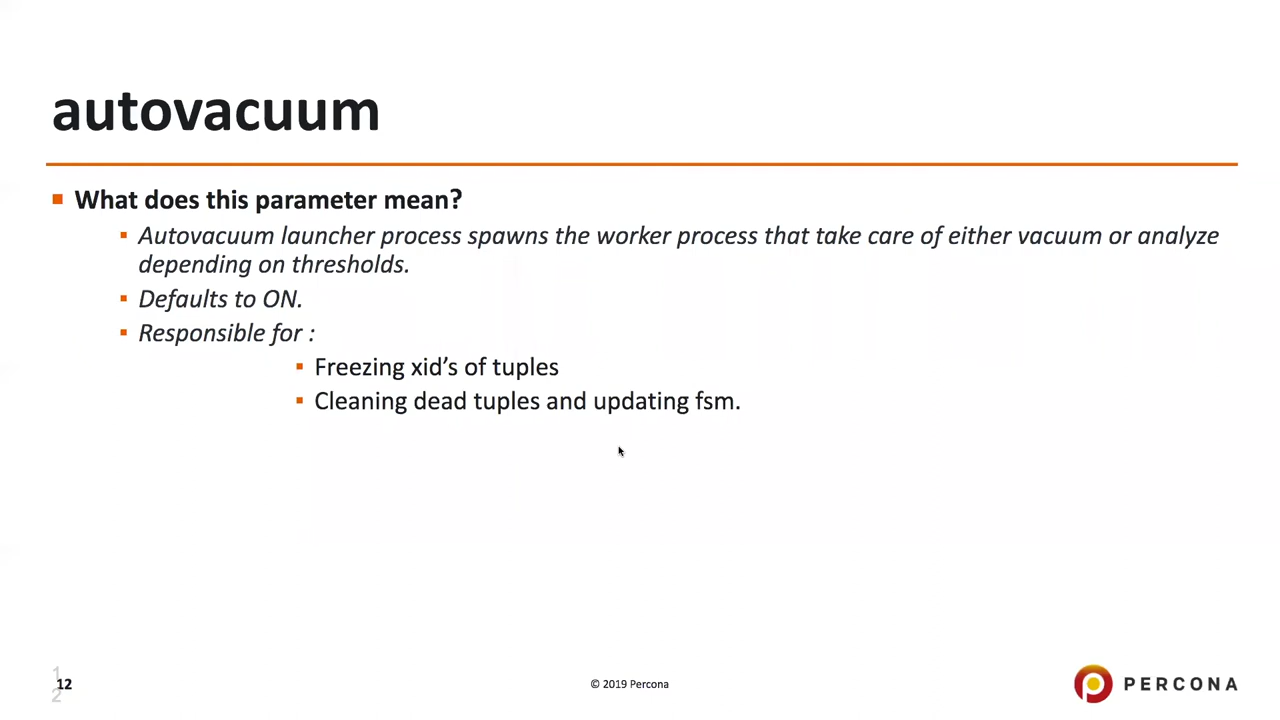 autovacuum
What does this parameter mean?
Autovacuum launcher process spawns the worker process that take care of either vacuum or analyze
depending on thresholds.
Defaults to ON.
Responsible for :
Freezing xid’s of tuples
Cleaning dead tuples and updating fsm.
1
12
2
© 2019 Percona
PERCONA